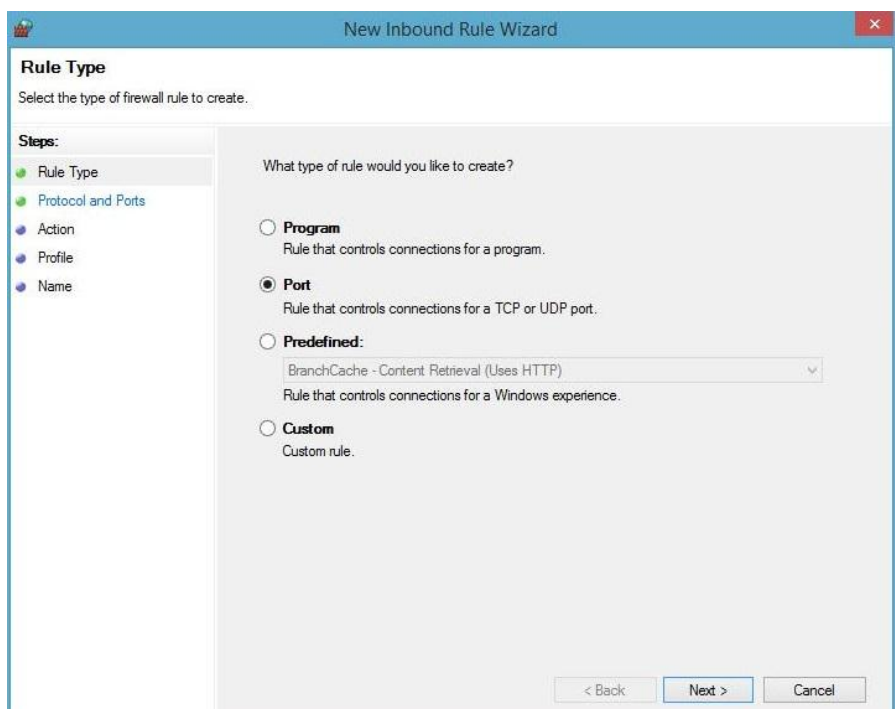 New Inbound Rule Wizard
Rule Type
Select the type of firewall rule to create.
Steps:
Rule Type
Protocol and Ports
Action
Profile
Name
What type of rule would you like to create?
Program
Rule that controls connections for a program.
Port
Rule that controls connections for a TCP or UDP port.
Predefined:
BranchCache - Content Retrieval (Uses HTTP)
Rule that controls connections for a Windows experience.
Custom
Custom rule.
< Back Next > Cancel